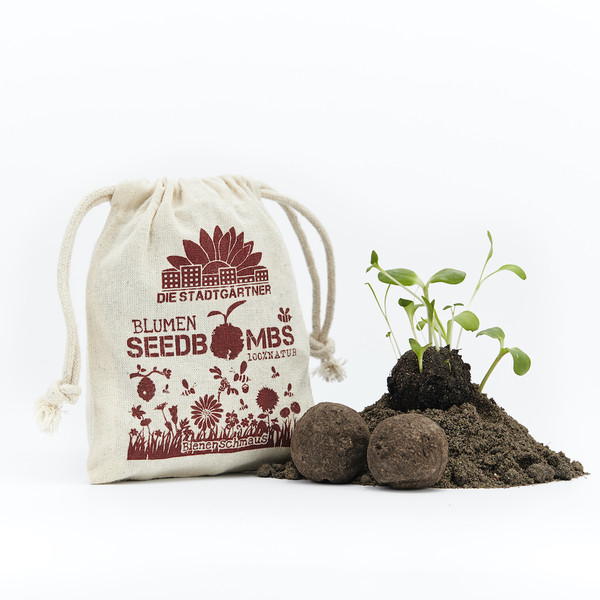 DIE STADTGÄRTNER
BLUMEN
SEEDBOMBS
100%NATUR
Bienenschmaus